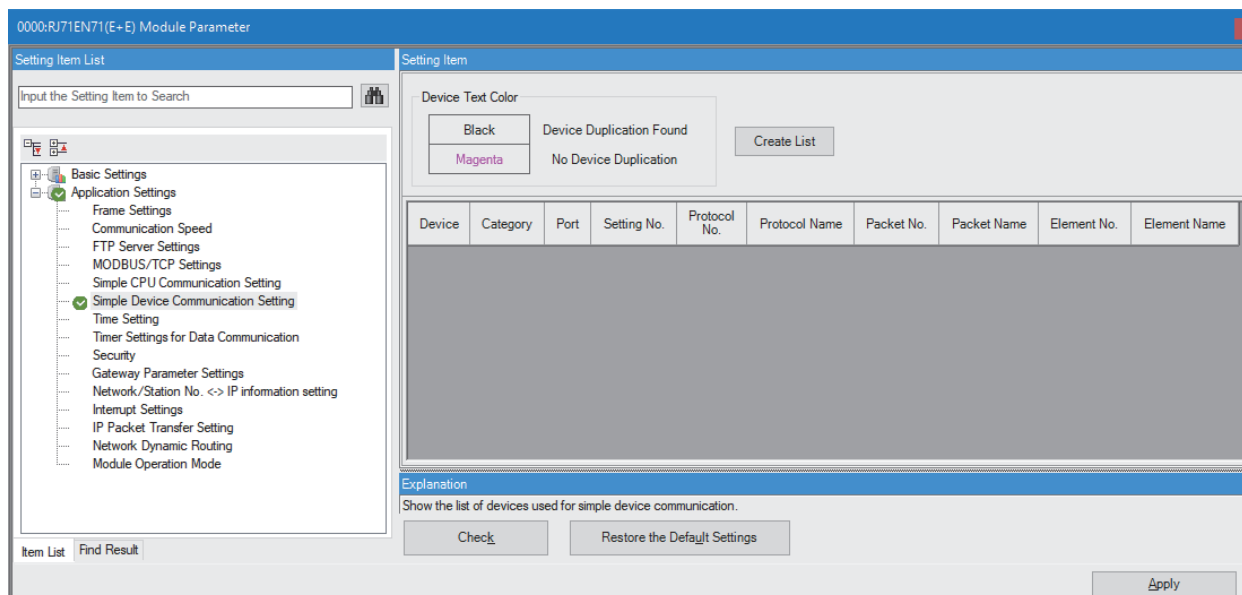 0000:RJ71EN71(E+E) Module Parameter
Setting Item List
Input the Setting Item to Search
Basic Settings
Application Settings
Frame Settings
Communication Speed
FTP Server Settings
MODBUS/TCP Settings
Simple CPU Communication Setting
Simple Device Communication Setting
Time Setting
Timer Settings for Data Communication
Security
Gateway Parameter Settings
Network/Station No. <-> IP information setting
Interrupt Settings
IP Packet Transfer Setting
Network Dynamic Routing
Module Operation Mode
Item List Find Result
Setting Item
Device Text Color
Black Device Duplication Found
Magenta No Device Duplication
Create List
Device Category Port Setting No. Protocol No. Protocol Name Packet No. Packet Name Element No. Element Name
Explanation
Show the list of devices used for simple device communication.
Check Restore the Default Settings
Apply